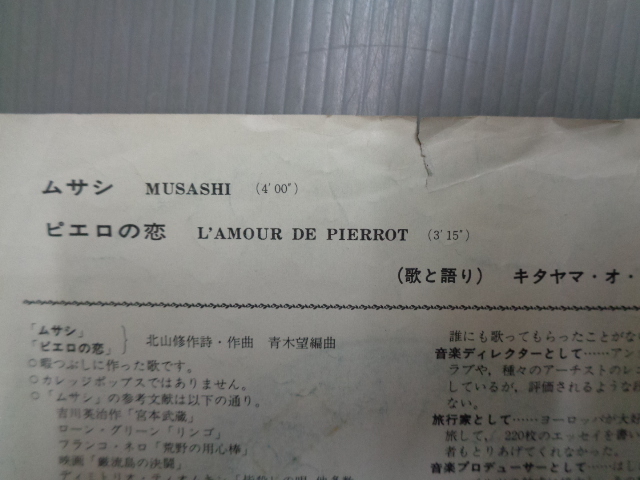 ムサシ MUSASHI (4'00")
ピエロの恋 L'AMOUR DE PIERROT (3'15")
(歌と語り) キタヤマ・オ・
「ムサシ」
「ピエロの恋」} 北山修作詩・作曲 青木望編曲
○暇つぶしに作った歌です。
○カレッジポップスではありません。
○「ムサシ」の参考文献は以下の通り。
吉川英治作「宮本武蔵」
ローン・グリーン「リンゴ」
フランコ・ネロ「荒野の用心棒」
映画「巌流島の決闘」
誰にも歌ってもらったことがな
音楽ディレクターとして……アン
ラブや、種々のアーチストのレコ
しているが、評価されるような
ない。
旅行家として……ヨーロッパが大好
旅して、220枚のエッセイを書い
者もとりあげてくれなかった。
音楽プロデューサーとして……はし